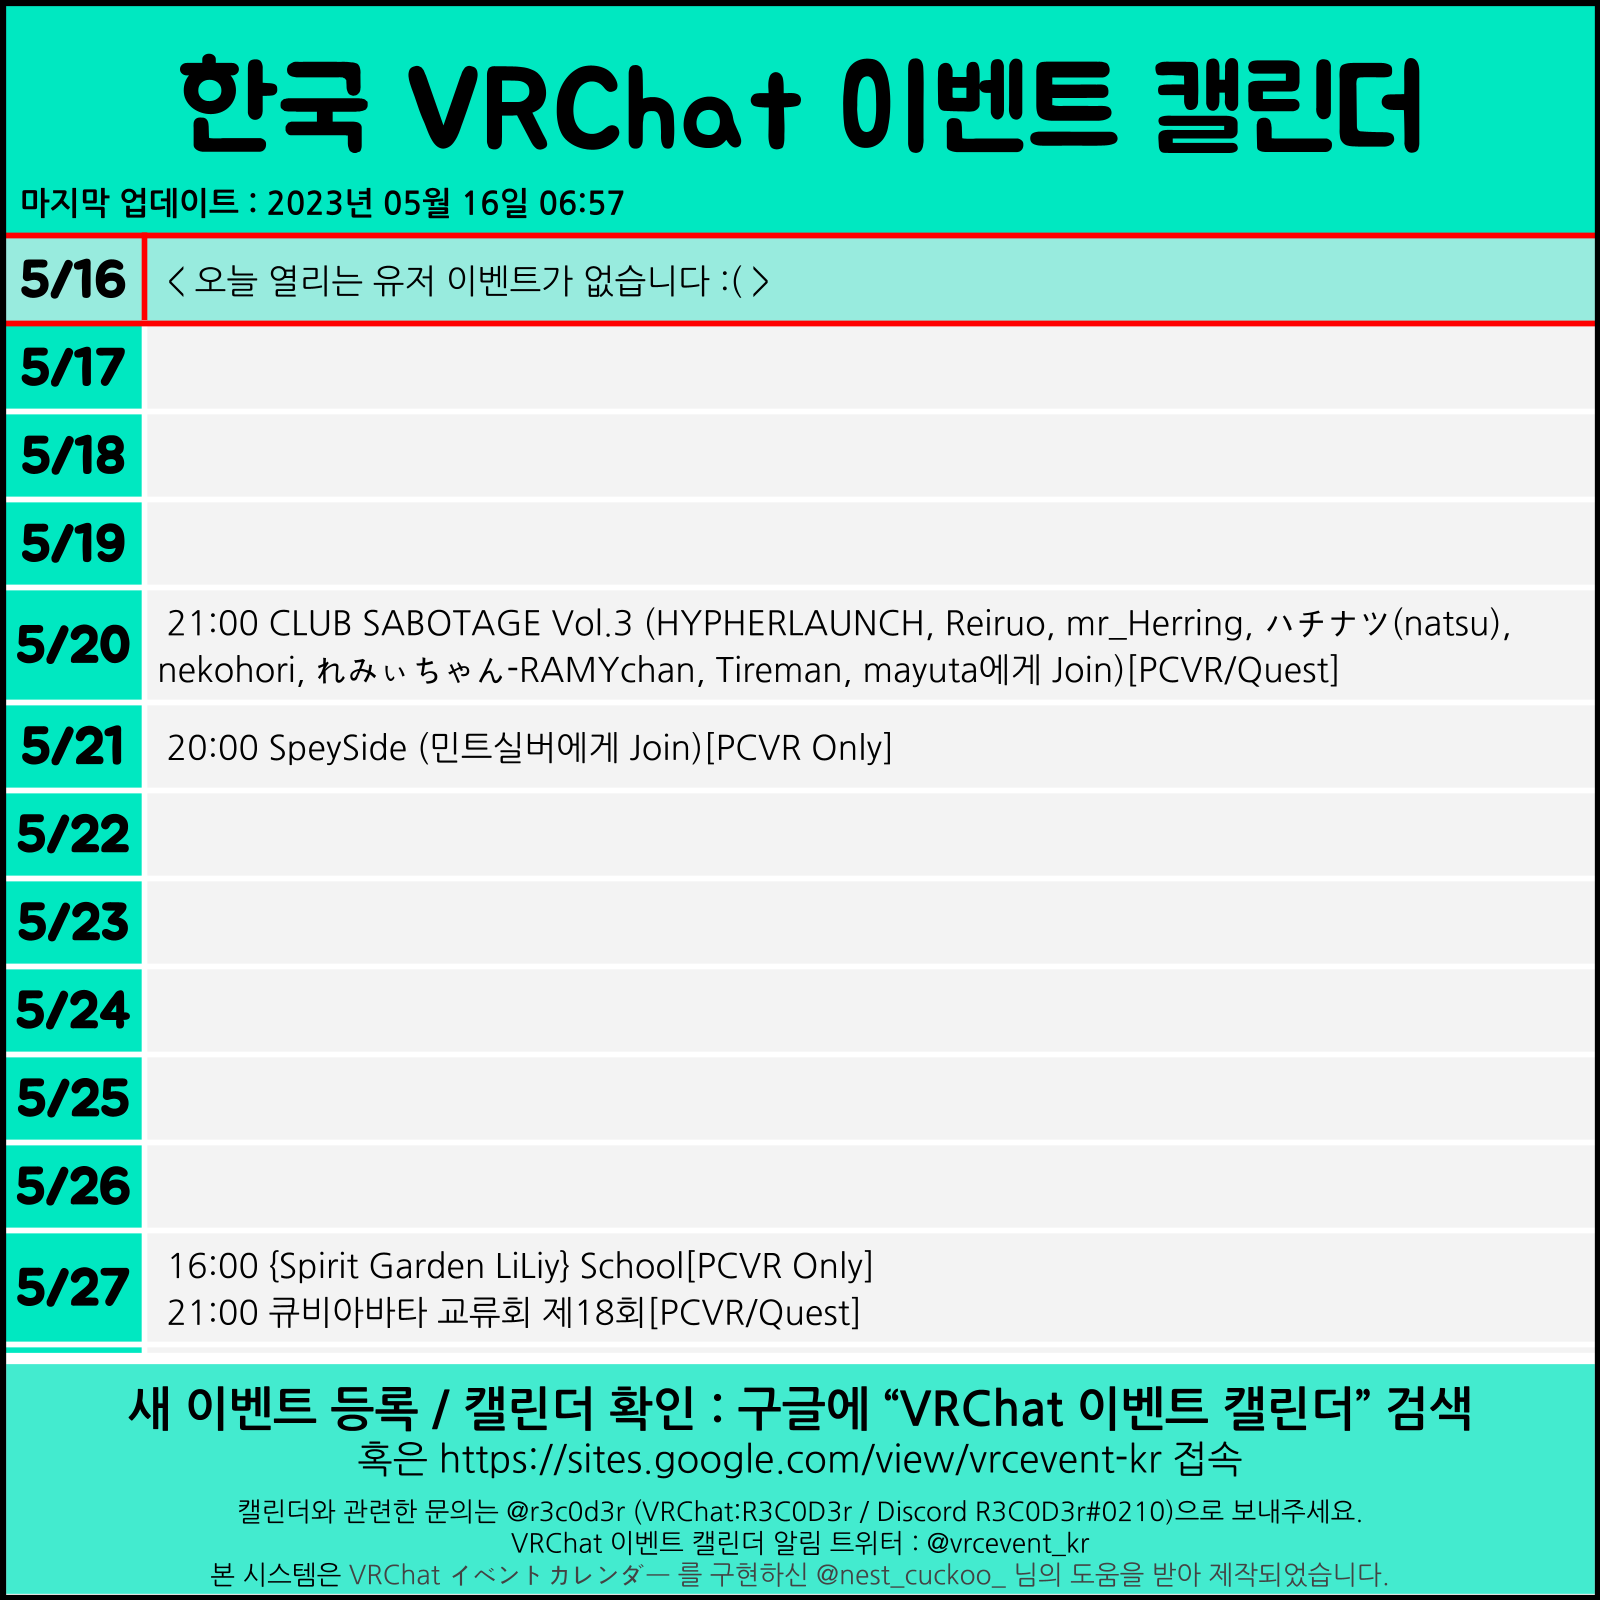 한국 VRChat 이벤트 캘린더
마지막 업데이트 : 2023년 05월 16일 06:57
5/16 < 오늘 열리는 유저 이벤트가 없습니다 :( >
5/17
5/18
5/19
5/20 21:00 CLUB SABOTAGE Vol.3 (HYPHERLAUNCH, Reiruo, mr_Herring, ハチナツ(natsu),
nekohori, れみぃちゃん-RAMYchan, Tireman, mayuta에게 Join)[PCVR/Quest]
5/21 20:00 SpeySide (민트실버에게 Join)[PCVR Only]
5/22
5/23
5/24
5/25
5/26
5/27 16:00 {Spirit Garden LiLiy} School[PCVR Only]
21:00 큐비아바타 교류회 제18회[PCVR/Quest]
새 이벤트 등록 / 캘린더 확인 : 구글에 “VRChat 이벤트 캘린더” 검색
혹은 https://sites.google.com/view/vrcevent-kr 접속
캘린더와 관련한 문의는 @r3c0d3r (VRChat:R3C0D3r / Discord R3C0D3r#0210)으로 보내주세요.
VRChat 이벤트 캘린더 알림 트위터 : @vrcevent_kr
본 시스템은 VRChat イベントカレンダー 를 구현하신 @nest_cuckoo_ 님의 도움을 받아 제작되었습니다.